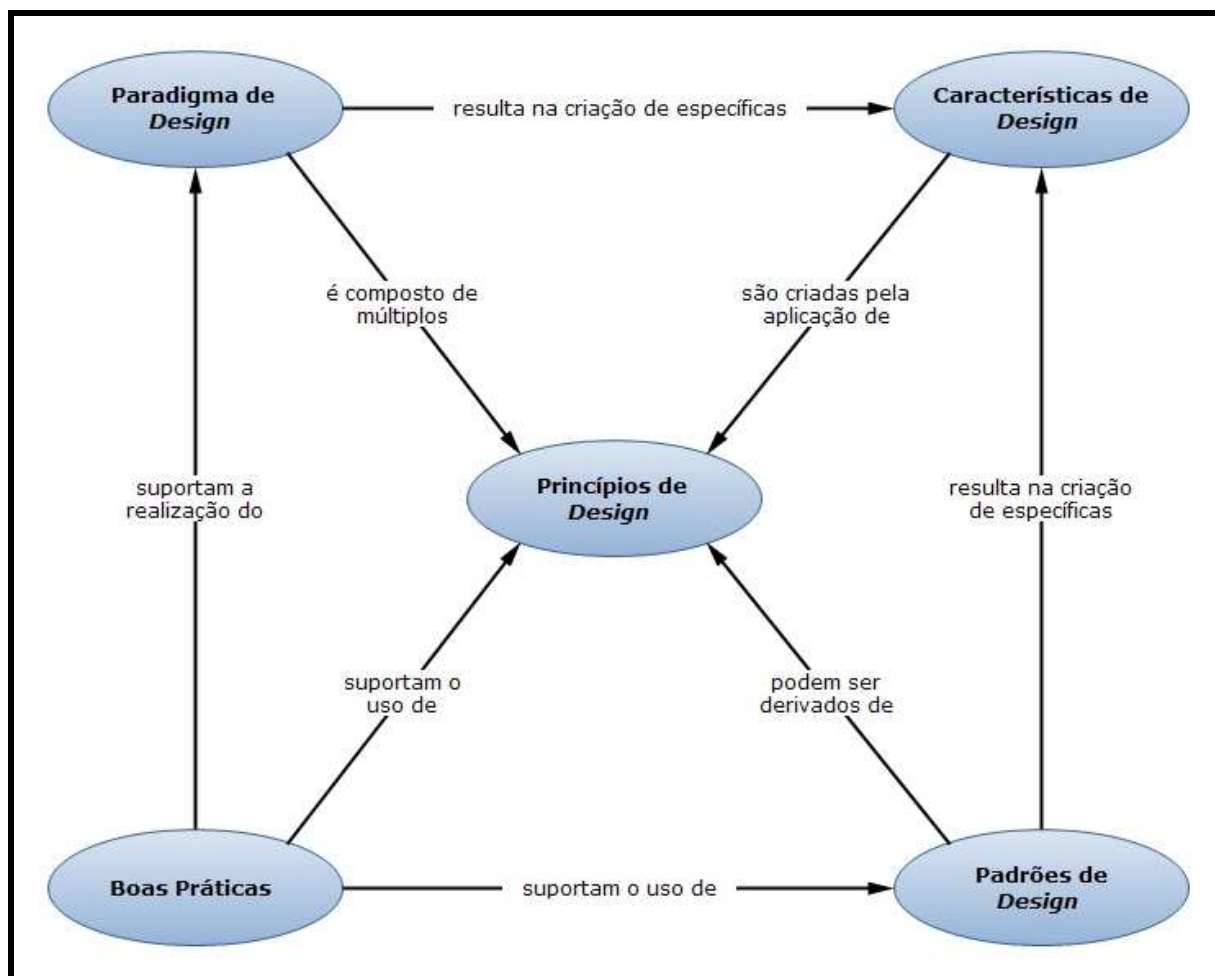 Paradigma de
Design
resulta na criação de específicas
Característícas de
Design
é composto de
múltiplos
são criadas pela
aplicação de
suportam a
realização do
Princípios de
Design
resulta na criação
de específicas
suportam o
uso de
podem ser
derivados de
Boas Práticas
suportam o uso de
Padrões de
Design